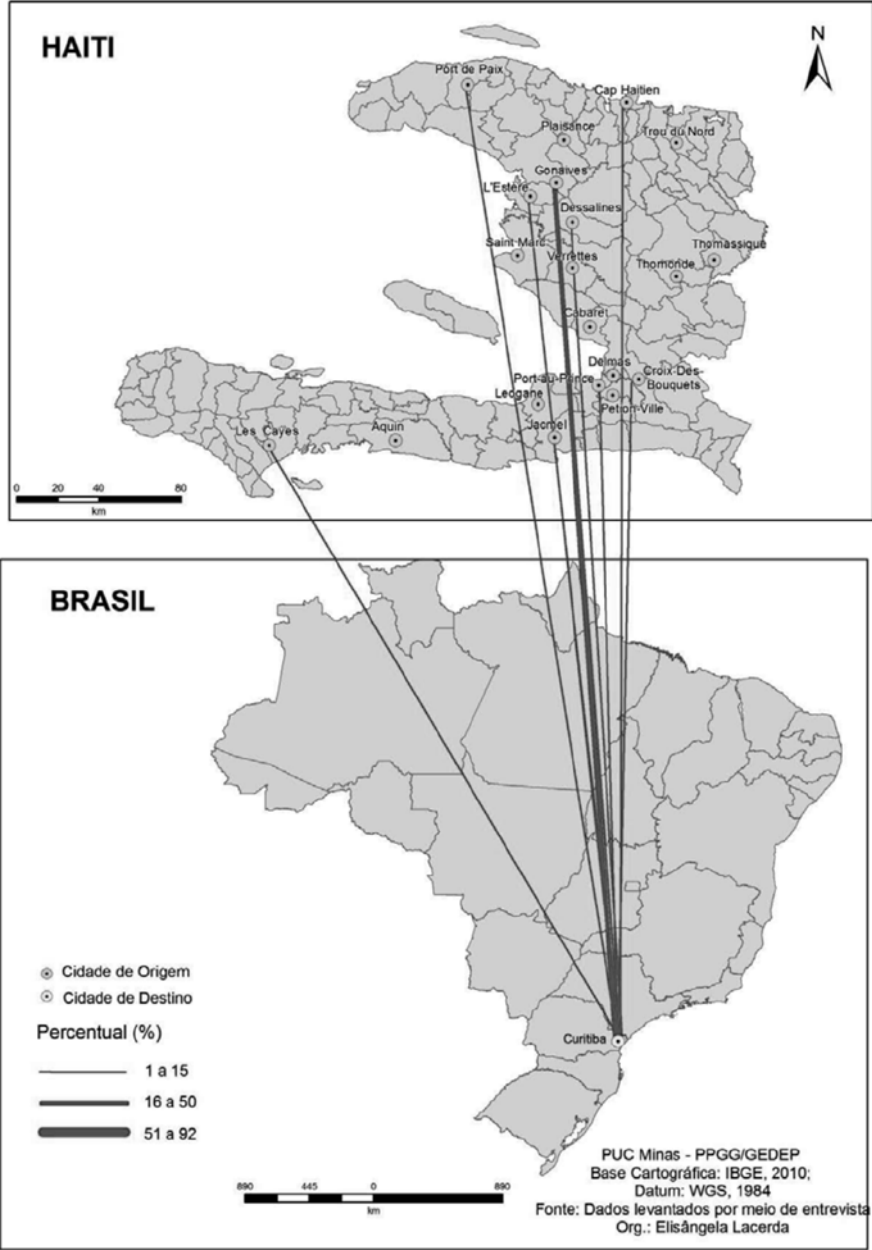 HAITI
N
Port de Paix
Cap Haitien
Plaisance
Trou du Nord
Gonaives
L'Estere
Dessalines
Saint Marc
Verrettes
Thomassique
Thomonde
Cabaret
Delmas
Croix-Des-
Bouquets
Port-au-Prince
Leogane
Petion-Ville
Les Cayes
Aquin
Jacmel
0 20 40 80
km
BRASIL
Cidade de Origem
Cidade de Destino
Percentual (%)
1 a 15
16 a 50
51 a 92
Curitiba
890 445 0 890
km
PUC Minas - PPGG/GEDEP
Base Cartográfica: IBGE, 2010;
Datum: WGS, 1984
Fonte: Dados levantados por meio de entrevista
Org.: Elisângela Lacerda